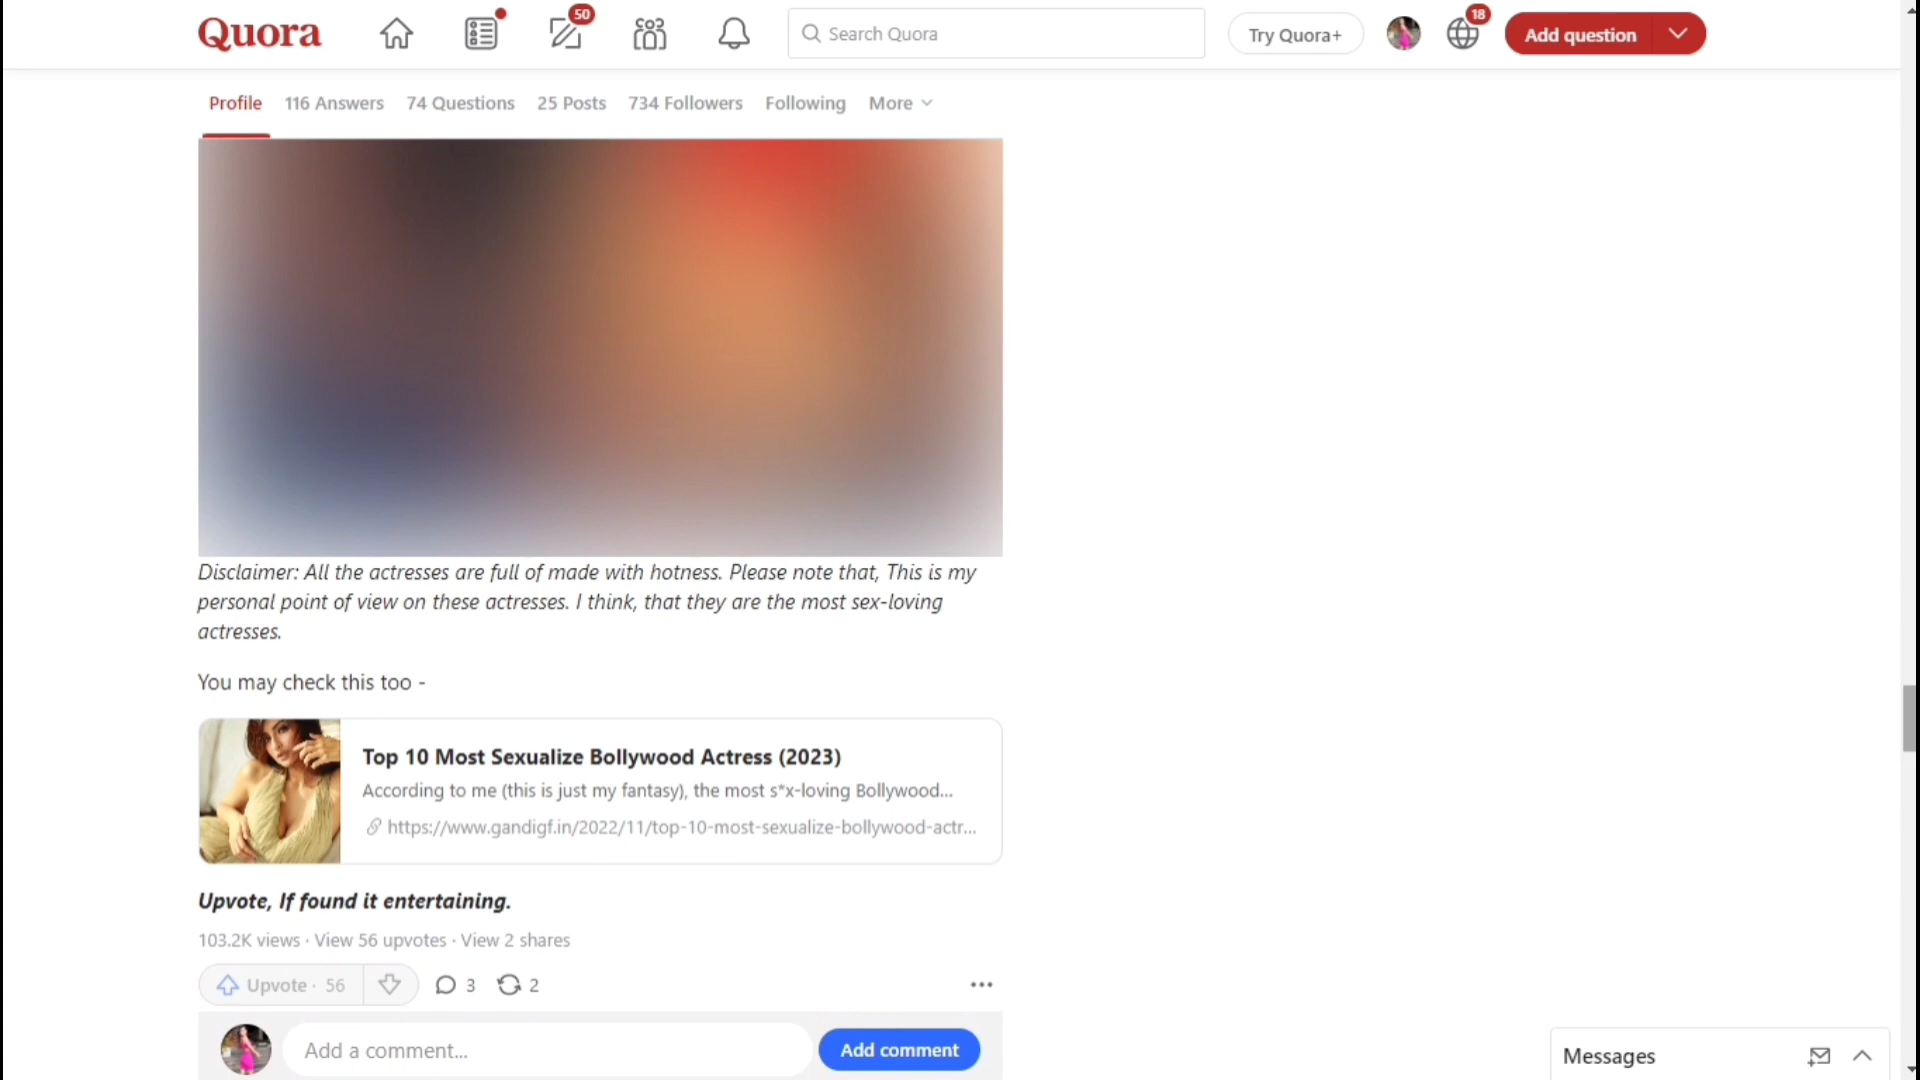 Quora
50
Search Quora
Try Quora+
18
Add question
Profile
116 Answers
74 Questions
25 Posts
734 Followers
Following
More
Disclaimer: All the actresses are full of made with hotness. Please note that, This is my
personal point of view on these actresses. I think, that they are the most sex-loving
actresses.
You may check this too -
Top 10 Most Sexualize Bollywood Actress (2023)
According to me (this is just my fantasy), the most s*x-loving Bollywood...
https://www.gandigf.in/2022/11/top-10-most-sexualize-bollywood-actr...
Upvote, If found it entertaining.
103.2K views · View 56 upvotes · View 2 shares
Upvote · 56
3
2
Add a comment...
Add comment
Messages